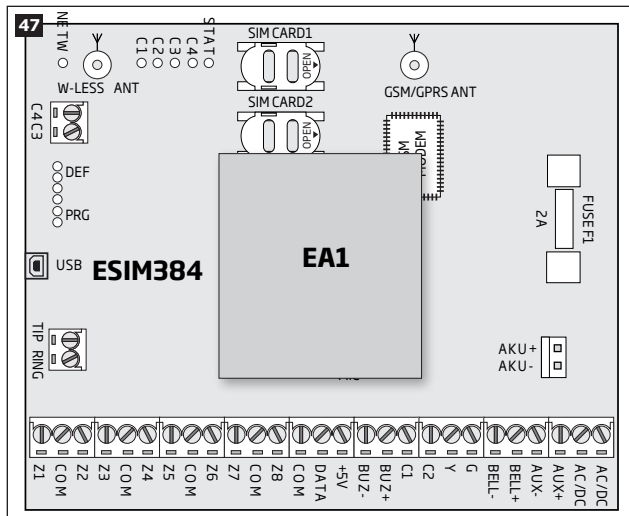 47
NETW
C1
C2
C3
C4
STAT
SIM CARD1
OPEN
W-LESS ANT
GSM/GPRS ANT
SIM CARD2
OPEN
C4 C3
DEF
PRG
FUSE F1
2A
USB
ESIM384
EA1
TIP RING
AKU+
AKU-
Z1 COM Z2 Z3 COM Z4 Z5 COM Z6 Z7 COM Z8 COM DATA +5V BUZ- BUZ+ C1 C2 Y G BELL- BELL+ AUX- AUX+ AC/DC AC/DC